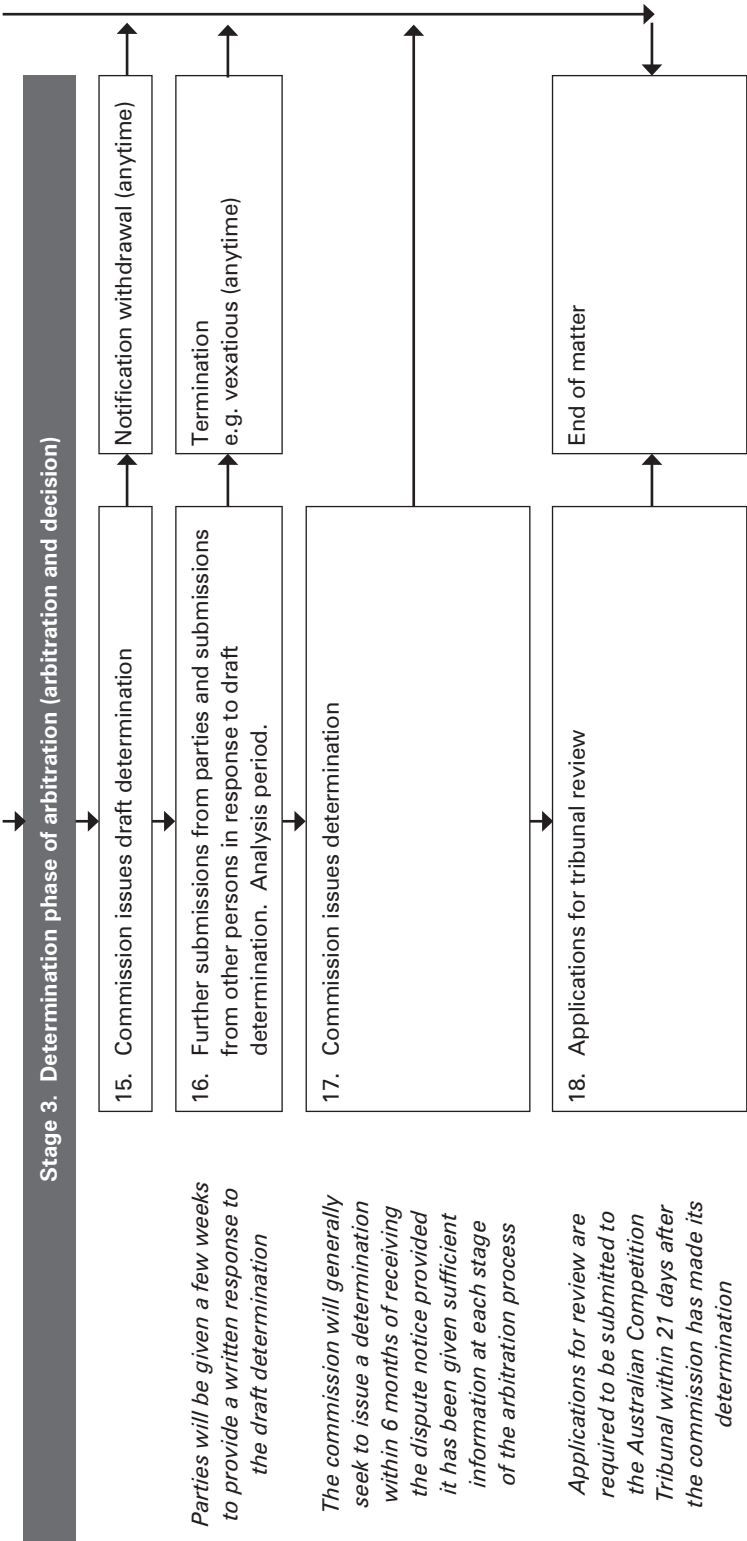 Stage 3. Determination phase of arbitration (arbitration and decision)
15. Commission issues draft determination
Notification withdrawal (anytime)
Parties will be given a few weeks
to provide a written response to
the draft determination
16. Further submissions from parties and submissions
from other persons in response to draft
determination. Analysis period.
Termination
e.g. vexatious (anytime)
The commission will generally
seek to issue a determination
within 6 months of receiving
the dispute notice provided
it has been given sufficient
information at each stage
of the arbitration process
17. Commission issues determination
Applications for review are
required to be submitted to
the Australian Competition
Tribunal within 21 days after
the commission has made its
determination
18. Applications for tribunal review
End of matter